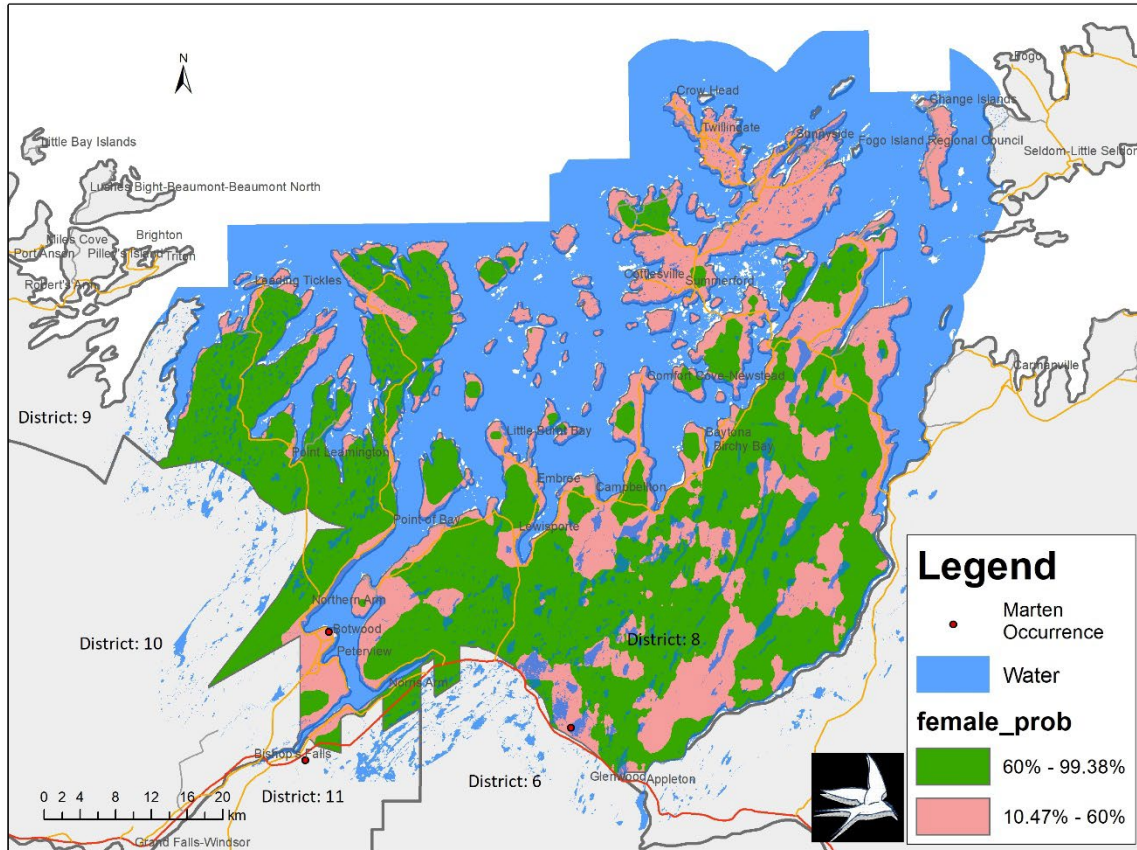 N
Fogo
Crow Head
Change Islands
Twillingate
Sunnyside
Little Bay Islands
Fogo Island Regional Council
Seldom-Little Seldom
Lushes Bight-Beaumont-Beaumont North
Miles Cove
Brighton
Port Anson
Pilley's Island
Triton
Robert's Arm
Leading Tickles
Cottlesville
Summerford
Carmanville
Comfort Cove-Newstead
District: 9
Little Burnt Bay
Baytona
Birchy Bay
Point Leamington
Embree
Campbellton
Point of Bay
Lewisporte
Northern Arm
Botwood
District: 10
District: 8
Peterview
Norris Arm
Bishop's Falls
District: 6
Glenwood
Appleton
District: 11
0 2 4 8 12 16 20
km
Grand Falls-Windsor
Legend
Marten
Occurrence
Water
female_prob
60% - 99.38%
10.47% - 60%